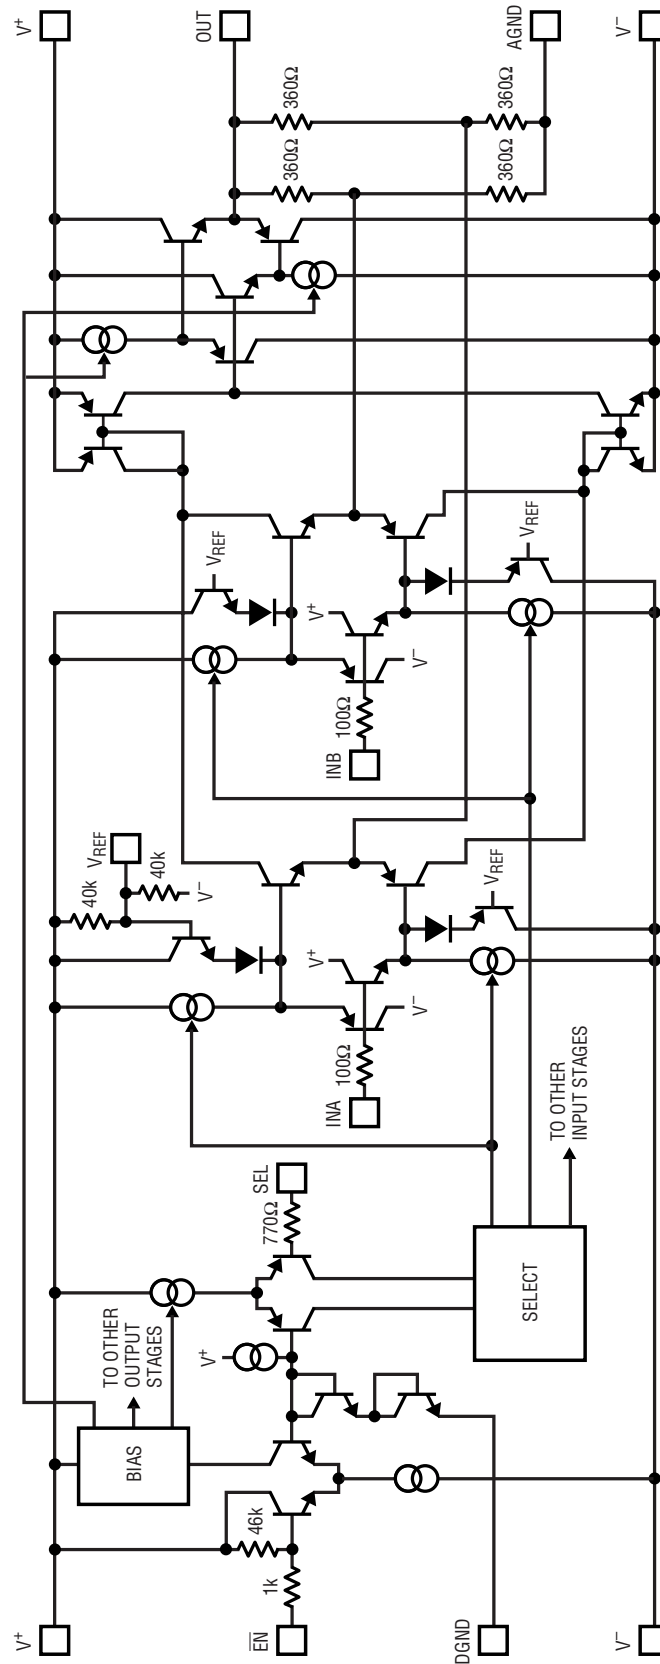 V+
OUT
AGND
V−
360Ω
360Ω
360Ω
360Ω
VREF
V+
V−
VREF
100Ω
INB
40k
VREF
40k
V−
V+
V−
VREF
100Ω
INA
TO OTHER
INPUT STAGES
SEL
770Ω
SELECT
V+
TO OTHER
OUTPUT
STAGES
BIAS
46k
1k
V+
EN
DGND
V−